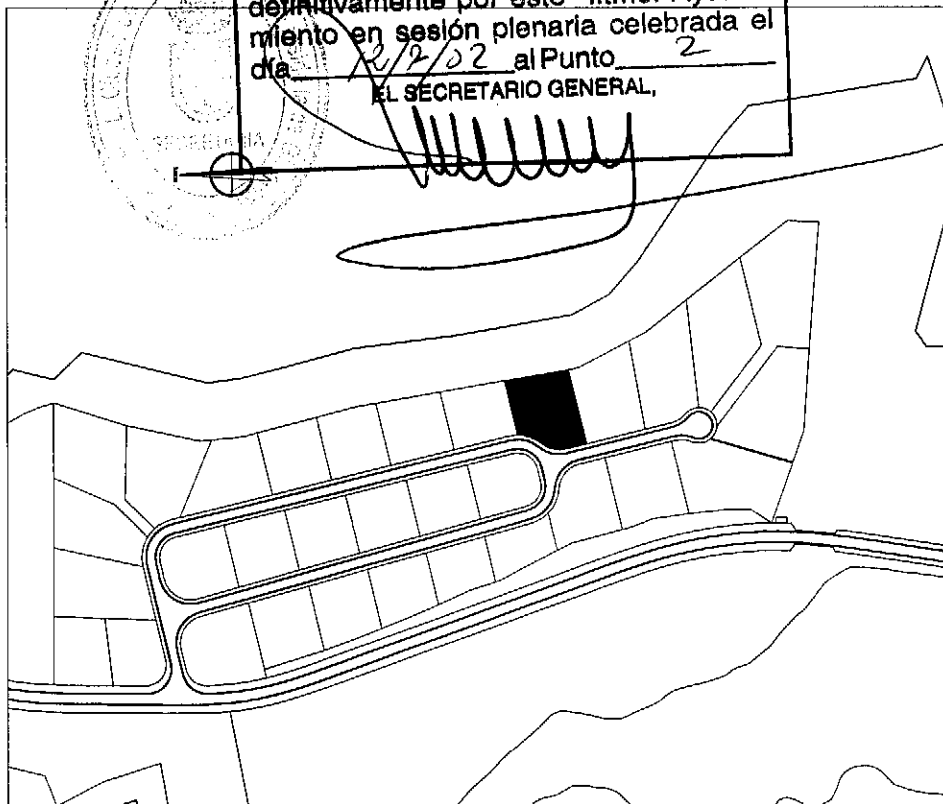 definitivamente por este
miento en sesión plenaria celebrada el
día 12/2/02 al Punto 2
EL SECRETARIO GENERAL,